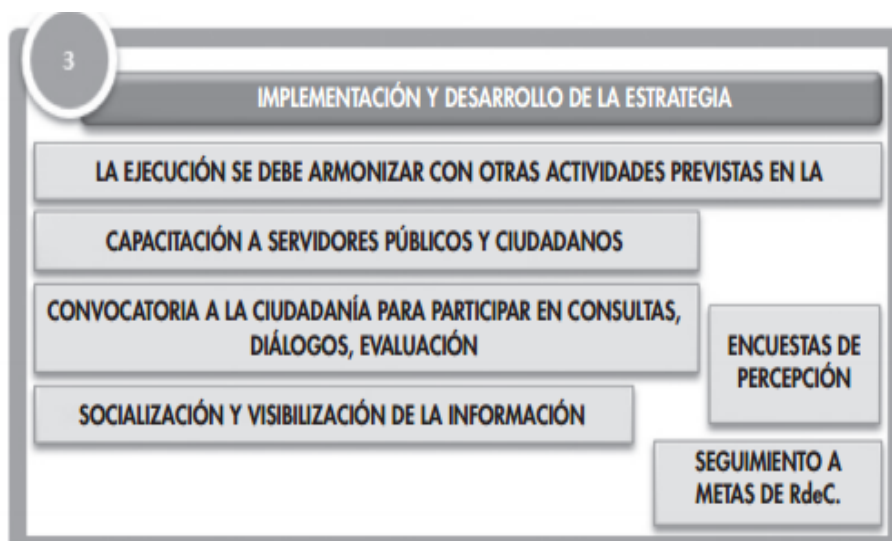 3
IMPLEMENTACIÓN Y DESARROLLO DE LA ESTRATEGIA
LA EJECUCIÓN SE DEBE ARMONIZAR CON OTRAS ACTIVIDADES PREVISTAS EN LA
CAPACITACIÓN A SERVIDORES PÚBLICOS Y CIUDADANOS
CONVOCATORIA A LA CIUDADANÍA PARA PARTICIPAR EN CONSULTAS,
DIÁLOGOS, EVALUACIÓN
ENCUESTAS DE
PERCEPCIÓN
SOCIALIZACIÓN Y VISIBILIZACIÓN DE LA INFORMACIÓN
SEGUIMIENTO A
METAS DE RdeC.